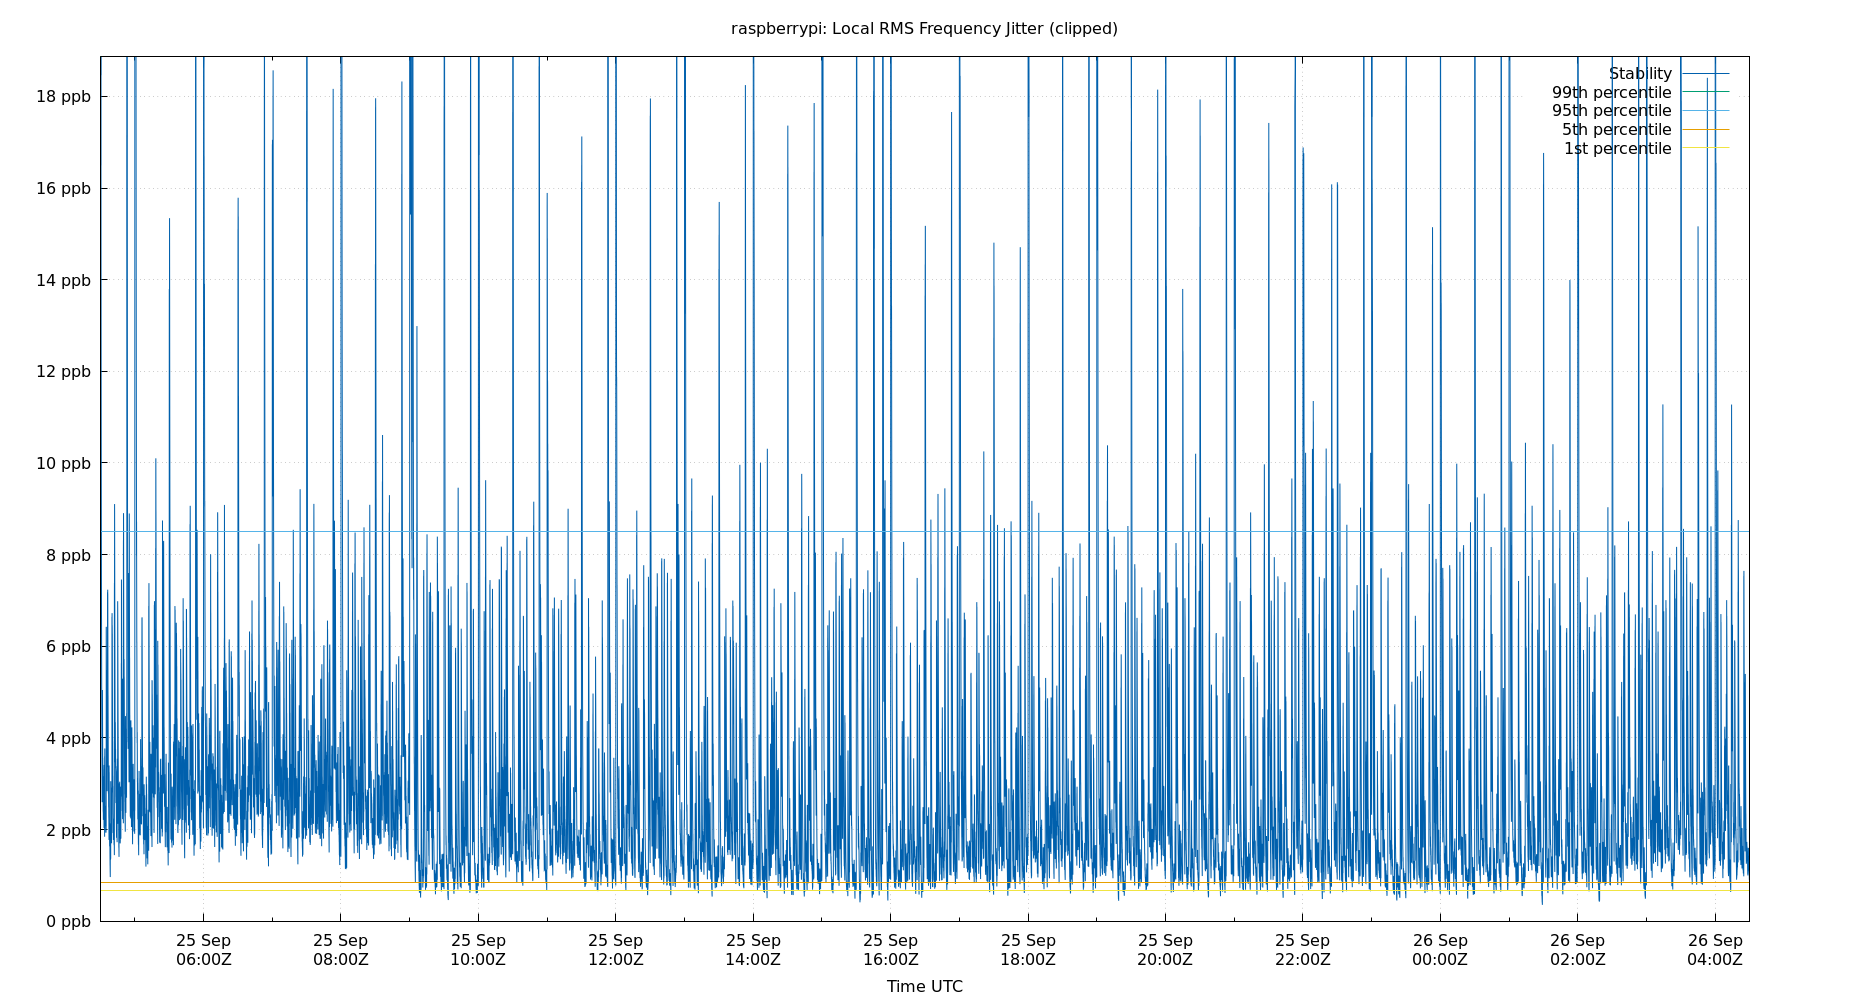 raspberrypi: Local RMS Frequency Jitter (clipped)
Stability
99th percentile
95th percentile
5th percentile
1st percentile
18 ppb
16 ppb
14 ppb
12 ppb
10 ppb
8 ppb
6 ppb
4 ppb
2 ppb
0 ppb
25 Sep 25 Sep 25 Sep 25 Sep 25 Sep 25 Sep 25 Sep 25 Sep 25 Sep 26 Sep 26 Sep 26 Sep
06:00Z 08:00Z 10:00Z 12:00Z 14:00Z 16:00Z 18:00Z 20:00Z 22:00Z 00:00Z 02:00Z 04:00Z
Time UTC